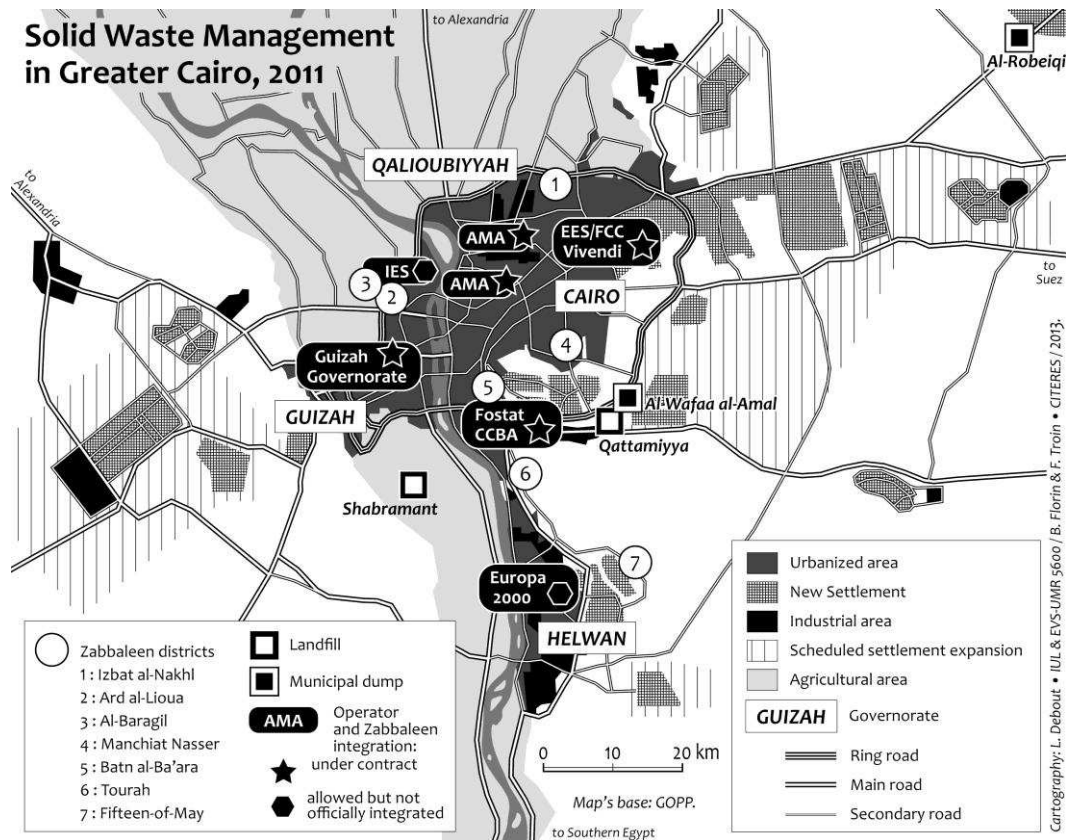 Solid Waste Management
in Greater Cairo, 2011
to Alexandria
Al-Robeiqi
QALIOUBIYYAH
to
Alexandria
1
AMA
EES/FCC
Vivendi
IES
3
2
AMA
CAIRO
to
Suez
4
Guizah
Governorate
5
Al-Wafaa al-Amal
GUIZAH
Fostat
CCBA
Qattamiyya
6
Shabramant
7
Europa
2000
HELWAN
Zabbaleen districts
1 : Izbat al-Nakhl
2 : Ard al-Lioua
3 : Al-Baragil
4 : Manchiat Nasser
5 : Batn al-Ba'ara
6 : Tourah
7 : Fifteen-of-May
Landfill
Municipal dump
AMA
Operator
and Zabbaleen
integration:
under contract
allowed but not
officially integrated
0 10 20 km
Map's base: GOPP.
to Southern Egypt
Urbanized area
New Settlement
Industrial area
Scheduled settlement expansion
Agricultural area
GUIZAH Governorate
Ring road
Main road
Secondary road
Cartography: L. Debout • IUL & EVS-UMR 5600 / B. Florin & F. Troin • CITERES / 2013.